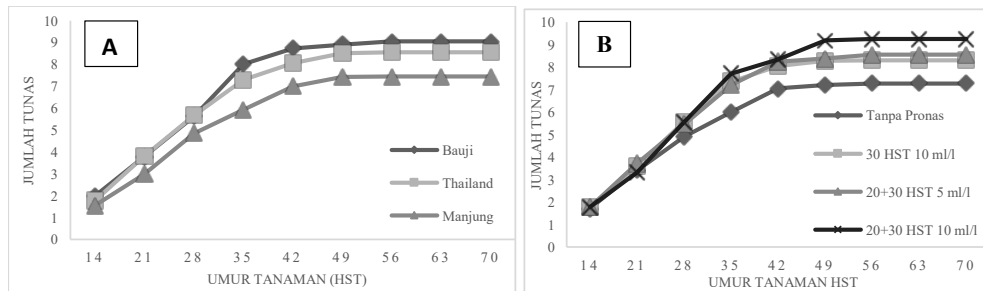 A
JUMLAH TUNAS
10
9
8
7
6
5
4
3
2
1
0
Bauji
Thailand
Manjung
14 21 28 35 42 49 56 63 70
UMUR TANAMAN (HST)
B
JUMLAH TUNAS
10
9
8
7
6
5
4
3
2
1
0
Tanpa Pronas
30 HST 10 ml/l
20+30 HST 5 ml/l
20+30 HST 10 ml/l
14 21 28 35 42 49 56 63 70
UMUR TANAMAN HST